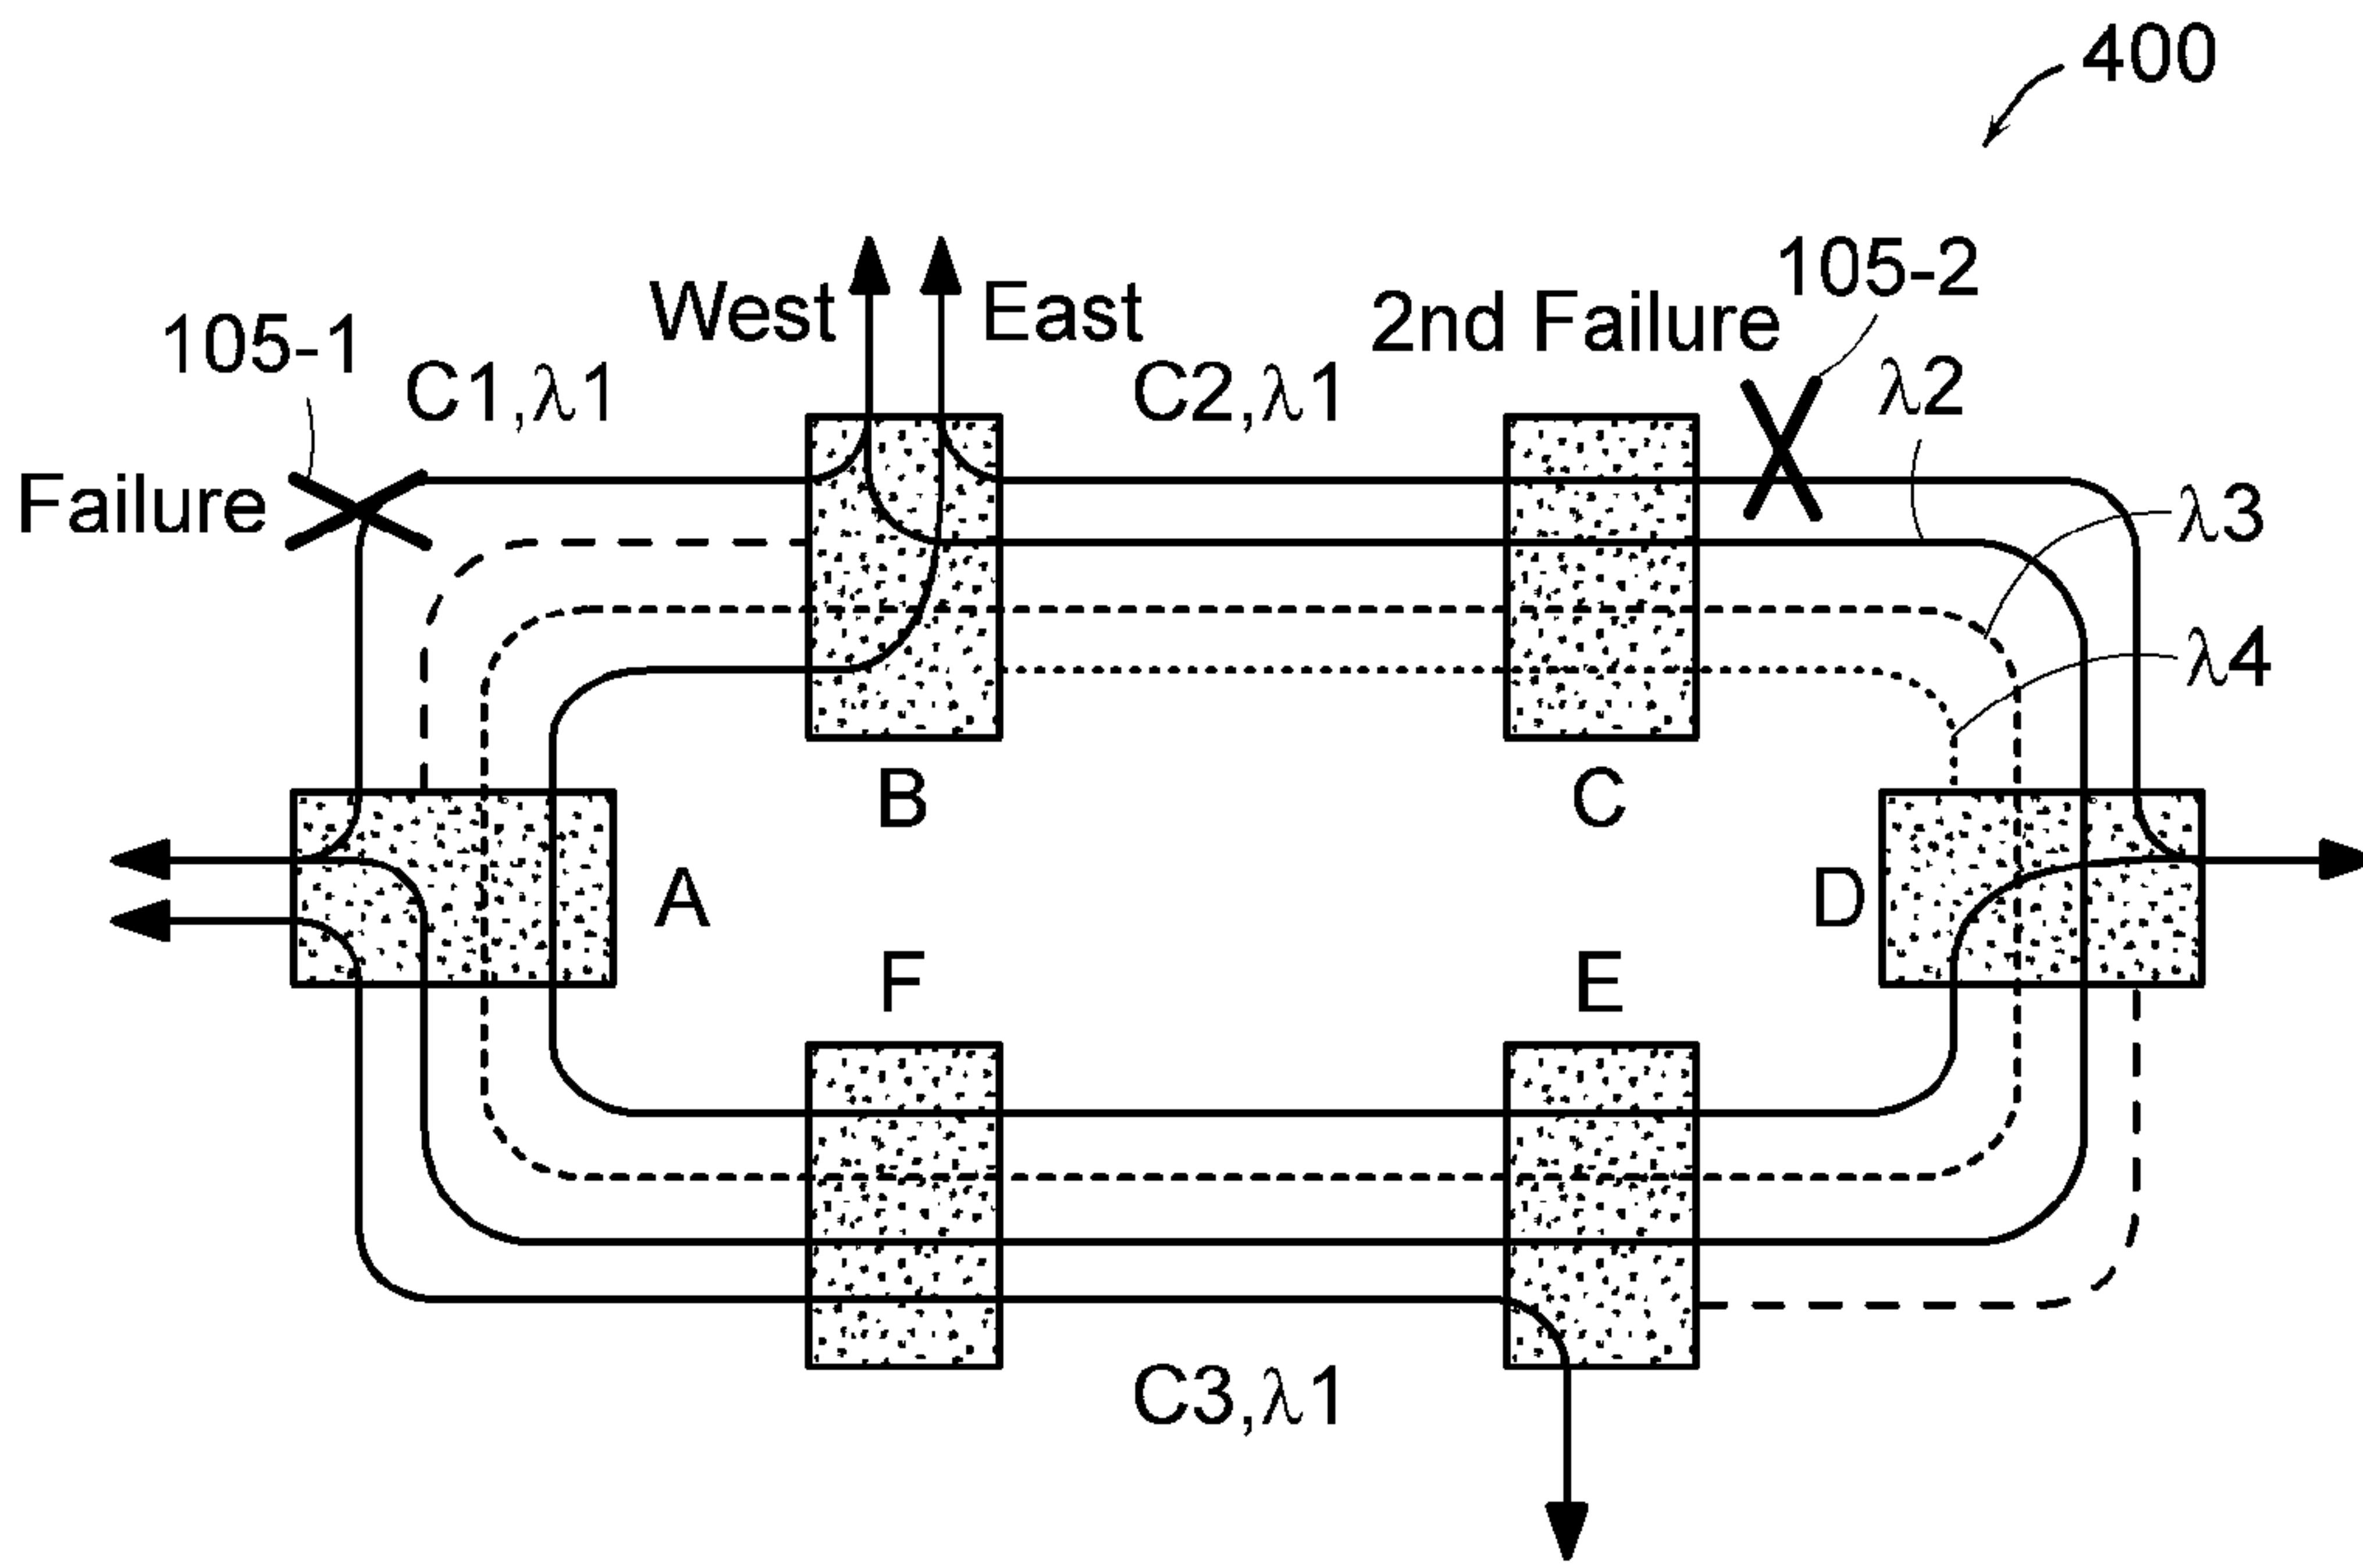 400
105-2
West
East
2nd Failure
105-1
C1,λ1
C2,λ1
λ2
Failure
λ3
λ4
B
C
A
D
F
E
C3,λ1